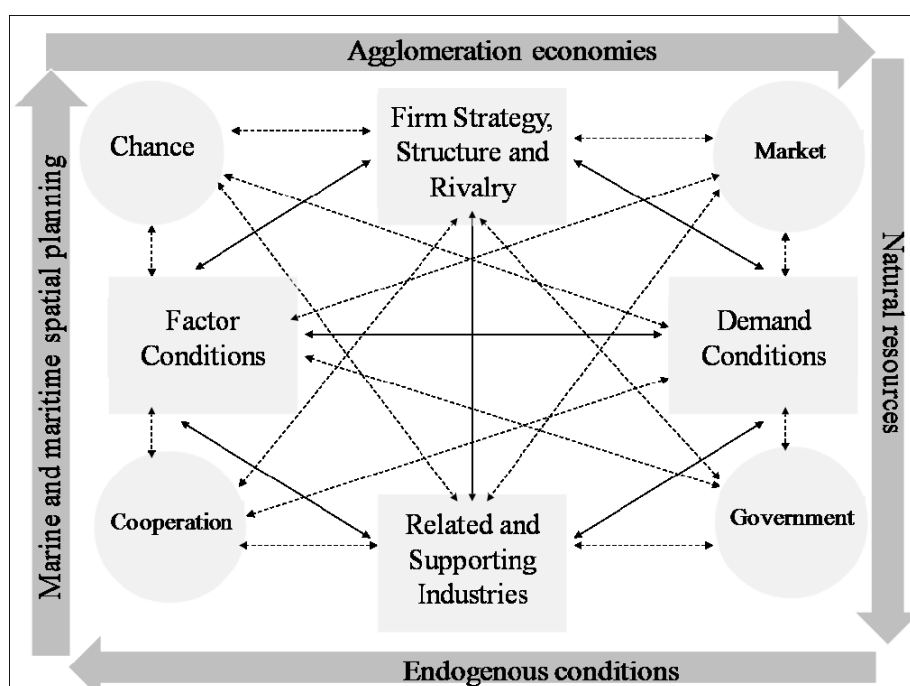 Agglomeration economies
Chance
Firm Strategy,
Structure and
Rivalry
Market
Marine and maritime spatial planning
Natural resources
Factor
Conditions
Demand
Conditions
Cooperation
Related and
Supporting
Industries
Government
Endogenous conditions